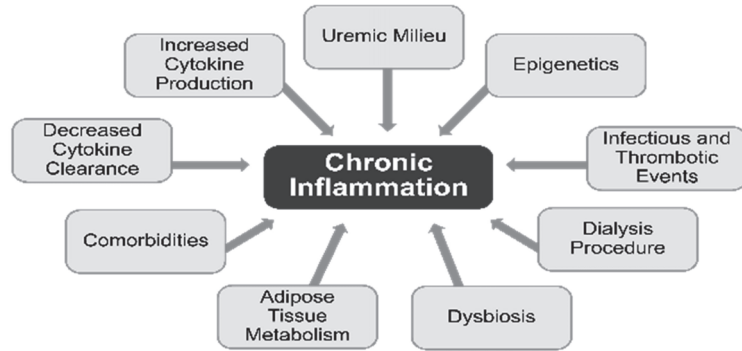 Uremic Milieu
Increased
Cytokine
Production
Epigenetics
Decreased
Cytokine
Clearance
Chronic
Inflammation
Infectious and
Thrombotic
Events
Comorbidities
Dialysis
Procedure
Adipose
Tissue
Metabolism
Dysbiosis